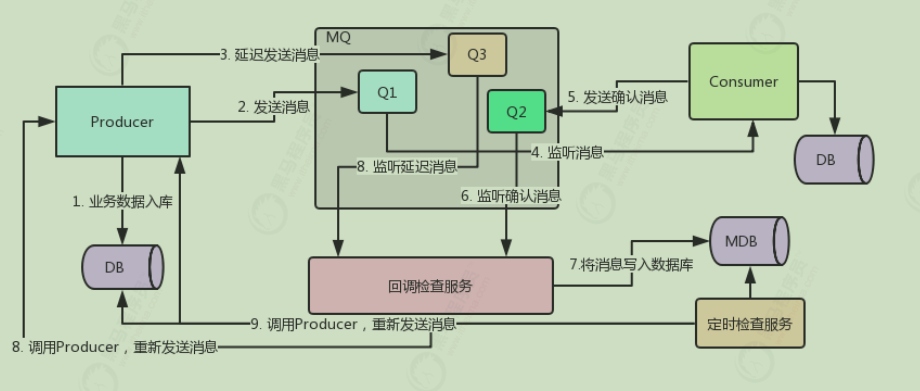 MQ
3. 延迟发送消息
Q3
Q1
Q2
2. 发送消息
Producer
5. 发送确认消息
Consumer
4. 监听消息
DB
8. 监听延迟消息
6. 监听确认消息
1. 业务数据入库
DB
MDB
回调检查服务
7.将消息写入数据库
9. 调用Producer，重新发送消息
定时检查服务
8. 调用Producer，重新发送消息